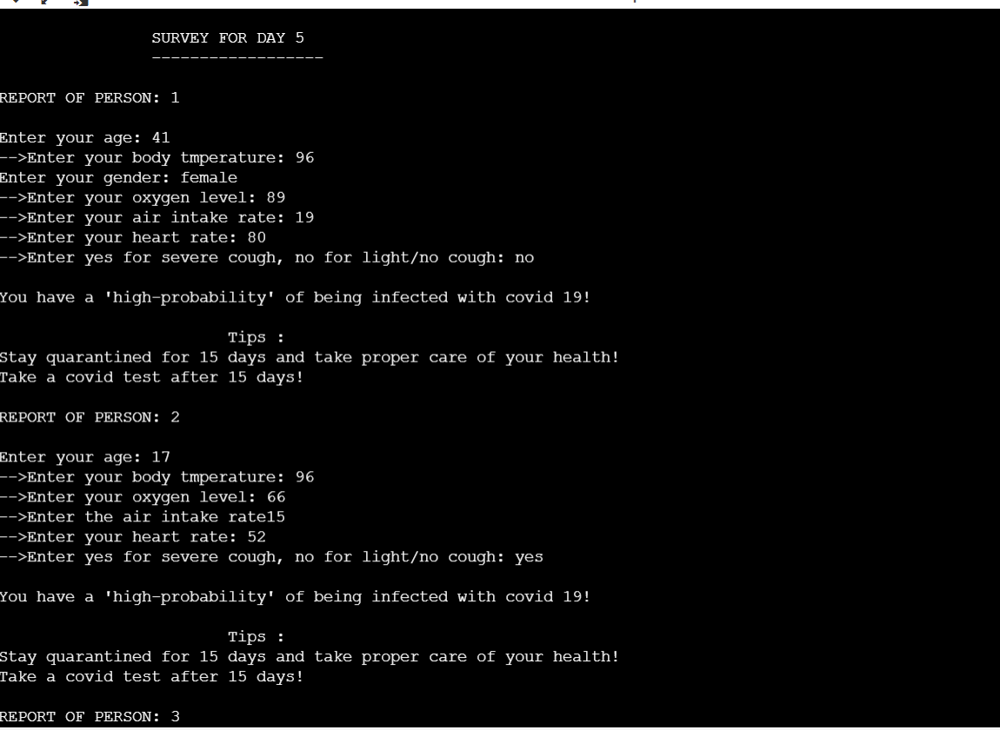 SURVEY FOR DAY 5
------------------
REPORT OF PERSON: 1
Enter your age: 41
-->Enter your body tmperature: 96
Enter your gender: female
-->Enter your oxygen level: 89
-->Enter your air intake rate: 19
-->Enter your heart rate: 80
-->Enter yes for severe cough, no for light/no cough: no
You have a 'high-probability' of being infected with covid 19!
Tips :
Stay quarantined for 15 days and take proper care of your health!
Take a covid test after 15 days!
REPORT OF PERSON: 2
Enter your age: 17
-->Enter your body tmperature: 96
-->Enter your oxygen level: 66
-->Enter the air intake rate15
-->Enter your heart rate: 52
-->Enter yes for severe cough, no for light/no cough: yes
You have a 'high-probability' of being infected with covid 19!
Tips :
Stay quarantined for 15 days and take proper care of your health!
Take a covid test after 15 days!
REPORT OF PERSON: 3